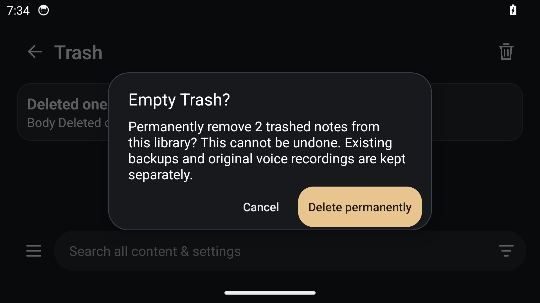 7:34
Trash
Deleted one
Body Deleted
Empty Trash?
Permanently remove 2 trashed notes from
this library? This cannot be undone. Existing
backups and original voice recordings are kept
separately.
Cancel
Delete permanently
Search all content & settings